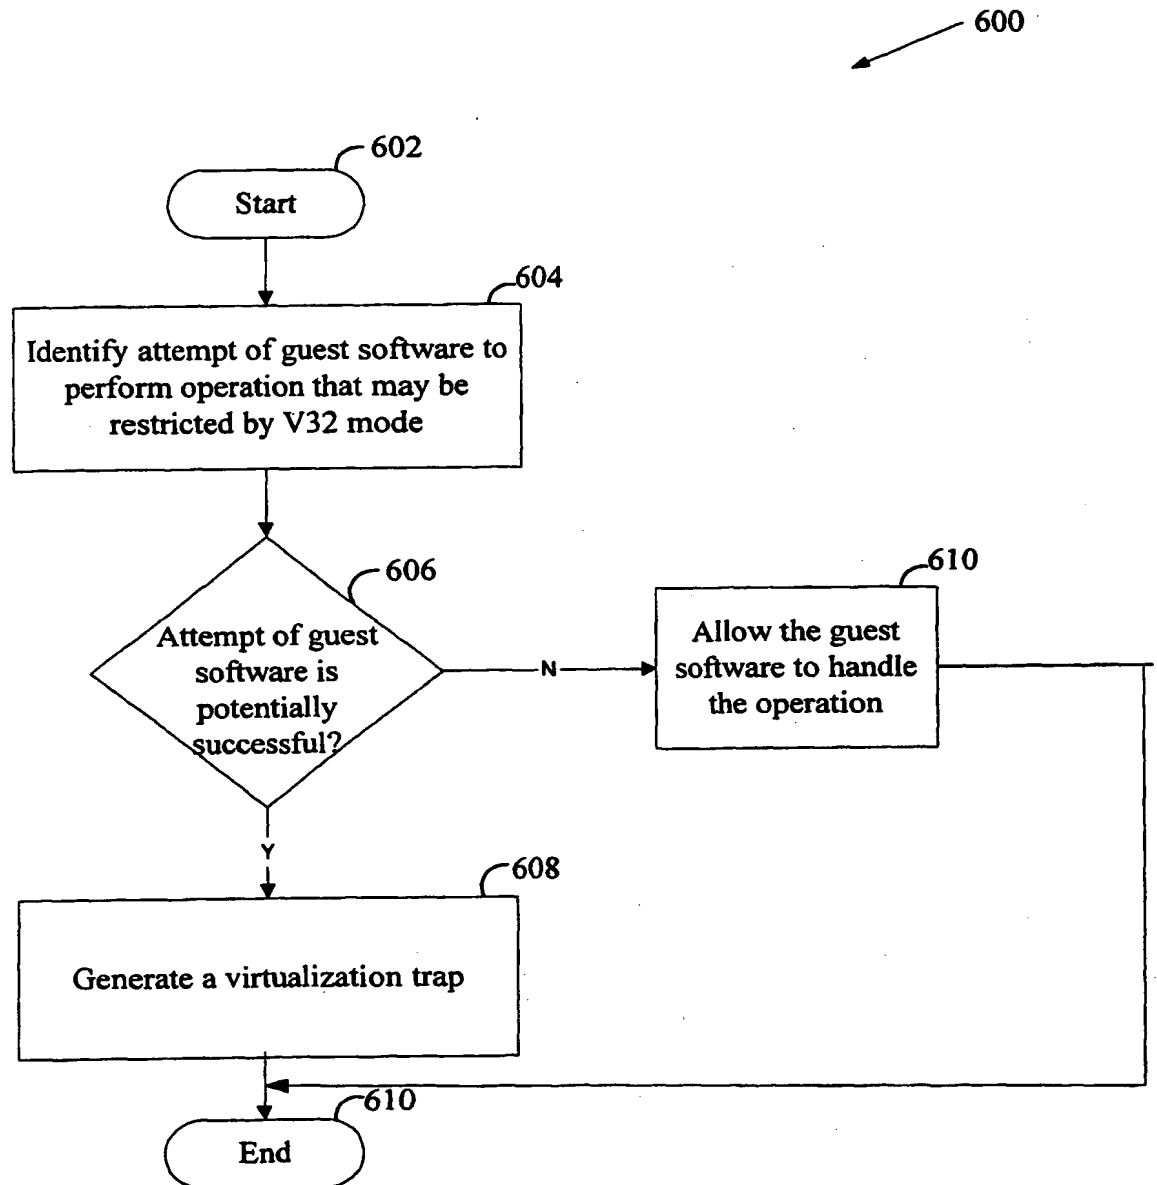 600
602
Start
604
Identify attempt of guest software to
perform operation that may be
restricted by V32 mode
606
Attempt of guest
software is
potentially
successful?
N
610
Allow the guest
software to handle
the operation
Y
608
Generate a virtualization trap
610
End